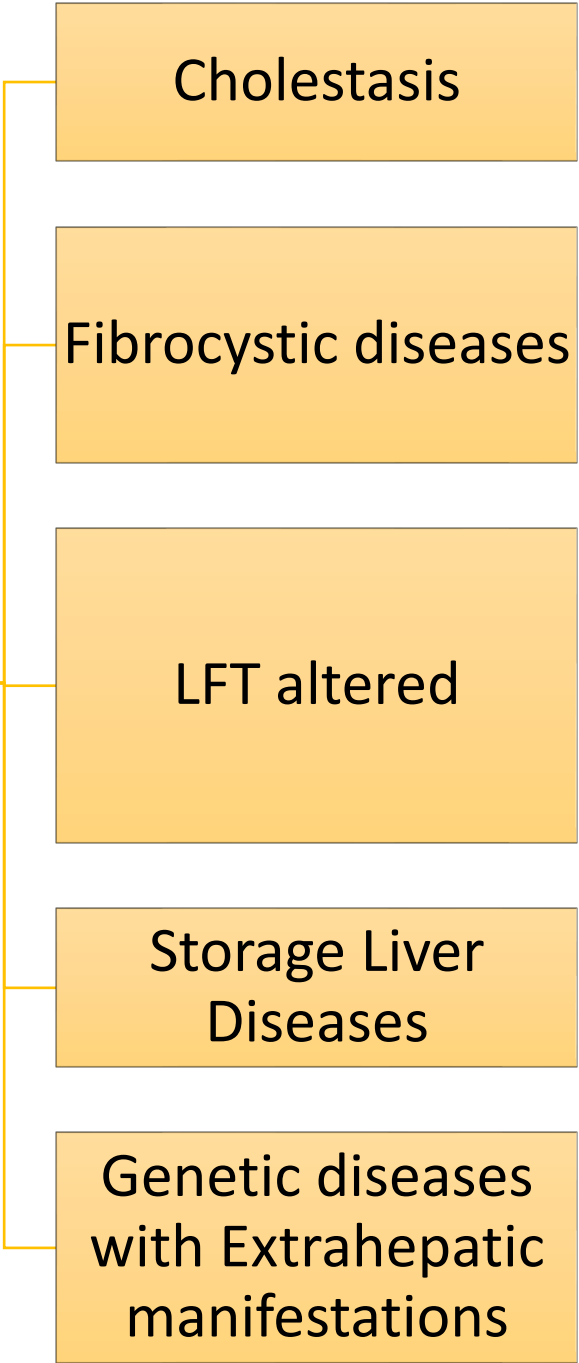 Cholestasis
Fibrocystic diseases
LFT altered
Storage Liver
Diseases
Genetic diseases
with Extrahepatic
manifestations